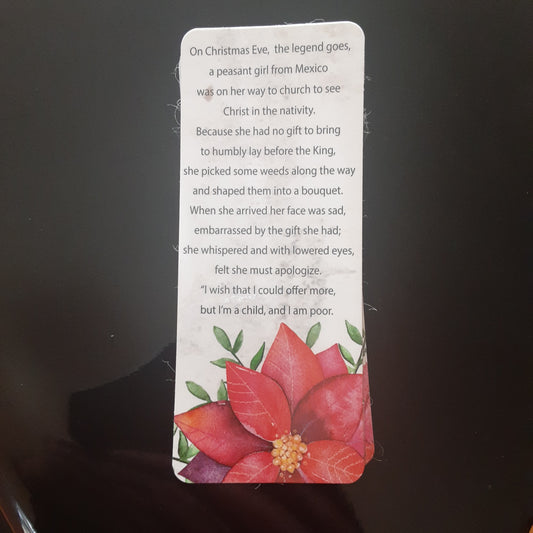 On Christmas Eve, the legend goes,
a peasant girl from Mexico
was on her way to church to see
Christ in the nativity.
Because she had no gift to bring
to humbly lay before the King,
she picked some weeds along the way
and shaped them into a bouquet.
When she arrived her face was sad,
embarrassed by the gift she had;
she whispered and with lowered eyes,
felt she must apologize.
“I wish that I could offer more,
but I’m a child, and I am poor.